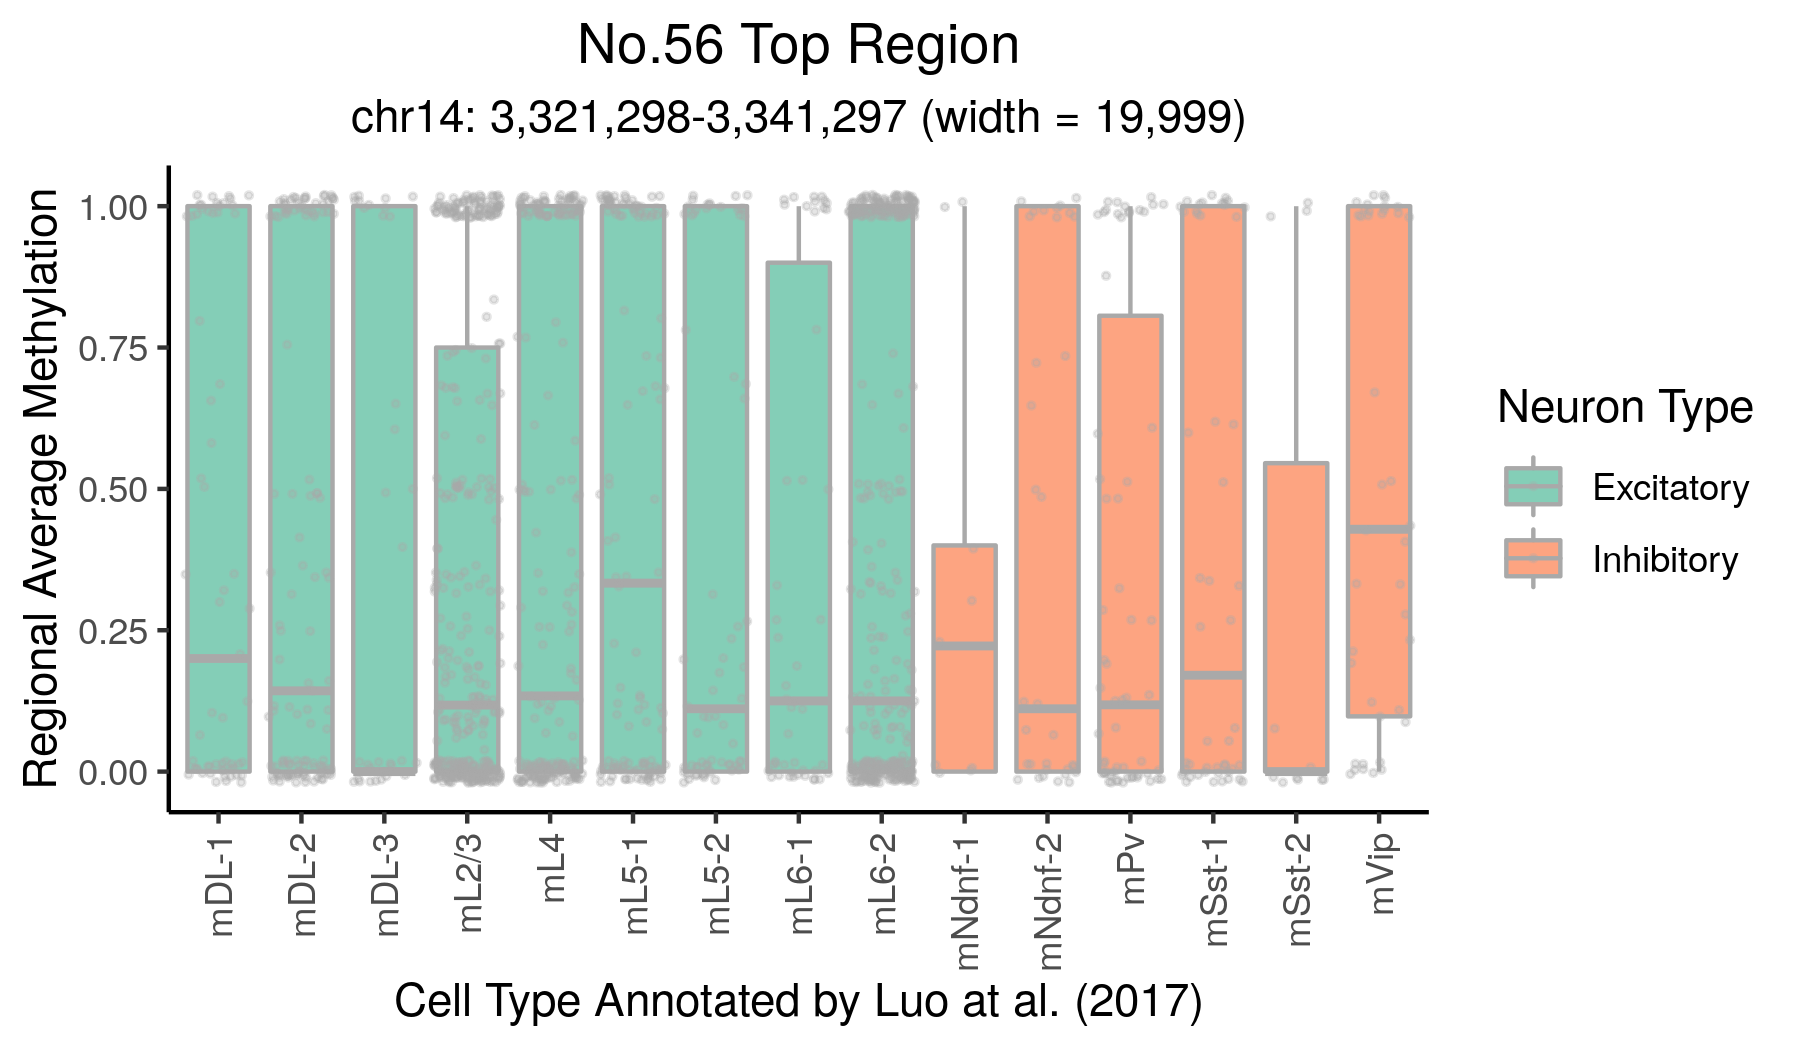 No.56 Top Region
chr14: 3,321,298-3,341,297 (width = 19,999)
Regional Average Methylation
1.00
0.75
0.50
0.25
0.00
mDL-1
mDL-2
mDL-3
mL2/3
mL4
mL5-1
mL5-2
mL6-1
mL6-2
mNdnf-1
mNdnf-2
mPv
mSst-1
mSst-2
mVip
Cell Type Annotated by Luo at al. (2017)
Neuron Type
Excitatory
Inhibitory